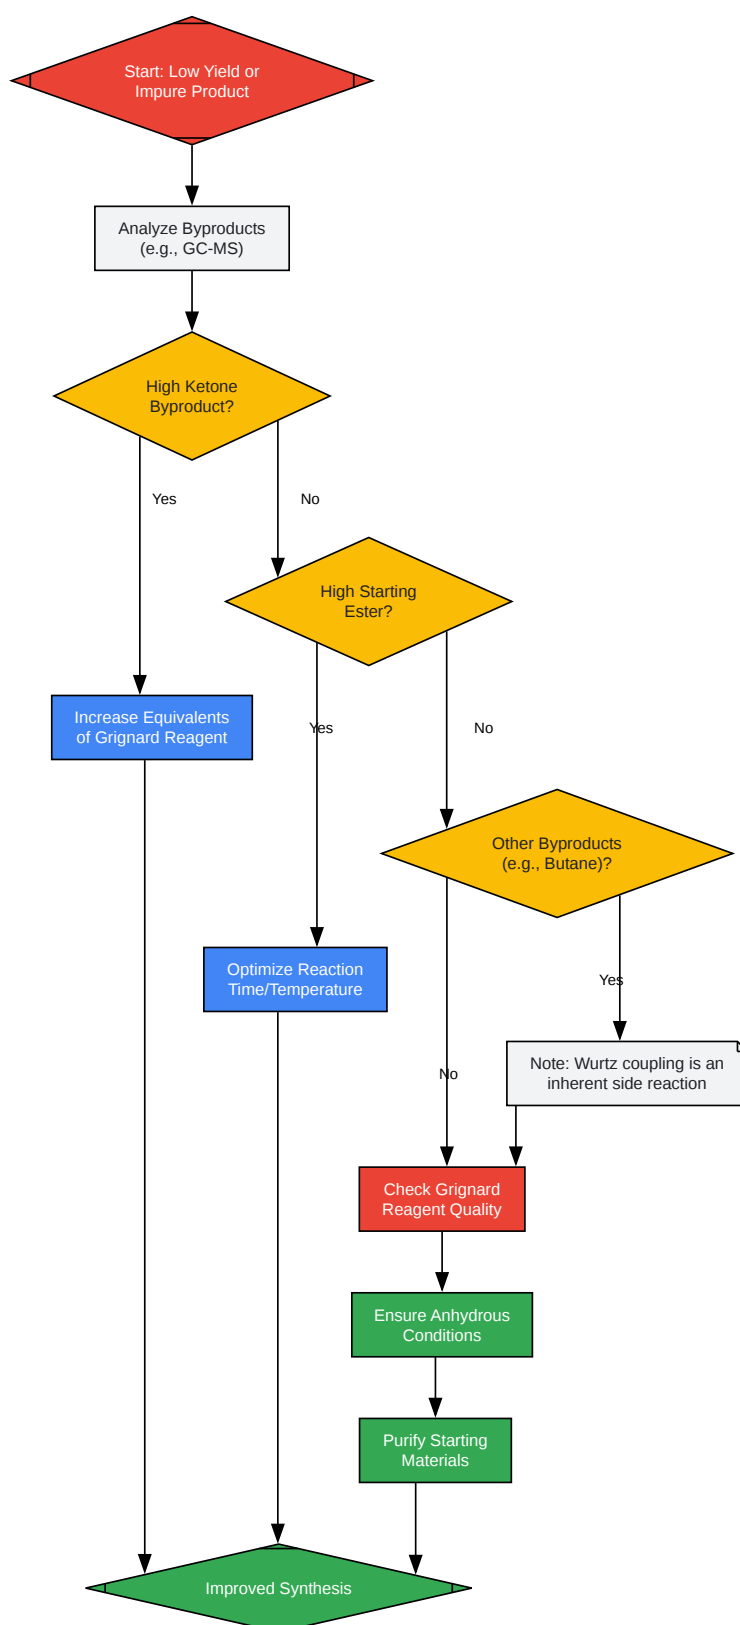 Start: Low Yield or
Impure Product
Analyze Byproducts
(e.g., GC-MS)
High Ketone
Byproduct?
Yes
No
High Starting
Ester?
Increase Equivalents
of Grignard Reagent
Yes
No
Other Byproducts
(e.g., Butane)?
Optimize Reaction
Time/Temperature
Yes
Note: Wurtz coupling is an
inherent side reaction
No
Check Grignard
Reagent Quality
Ensure Anhydrous
Conditions
Purify Starting
Materials
Improved Synthesis